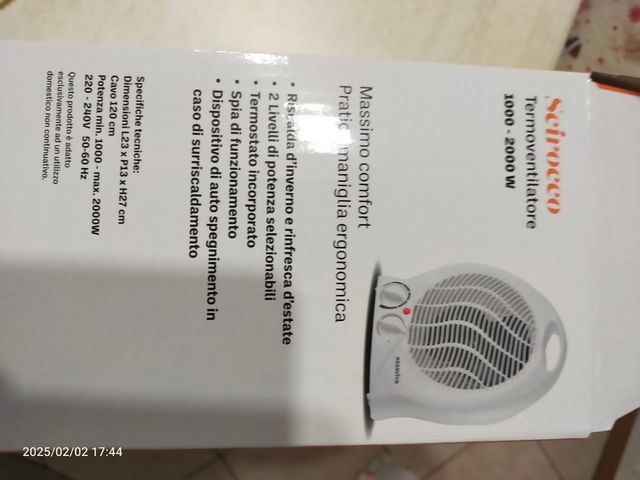 Scirocco
Termoventilatore
1000 - 2000 W
Massimo comfort
Pratica maniglia ergonomica
• Riscalda d'inverno e rinfresca d'estate
• 2 Livelli di potenza selezionabili
• Termostato incorporato
• Spia di funzionamento
• Dispositivo di auto spegnimento in
caso di surriscaldamento
Specifiche tecniche:
Dimensioni L23 x P13 x H27 cm
Cavo 120 cm
Potenza min. 1000 - max. 2000W
220 - 240V 50-60 Hz
Questo prodotto è adatto
esclusivamente ad un utilizzo
domestico non continuativo.
kasaviva
2025/02/02 17:44